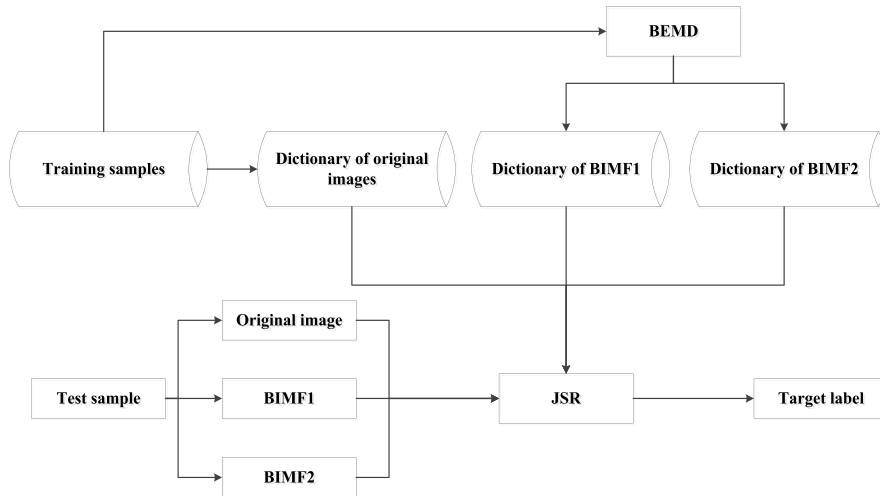 BEMD
Training samples
Dictionary of original
images
Dictionary of BIMF1
Dictionary of BIMF2
Original image
Test sample
BIMF1
JSR
Target label
BIMF2